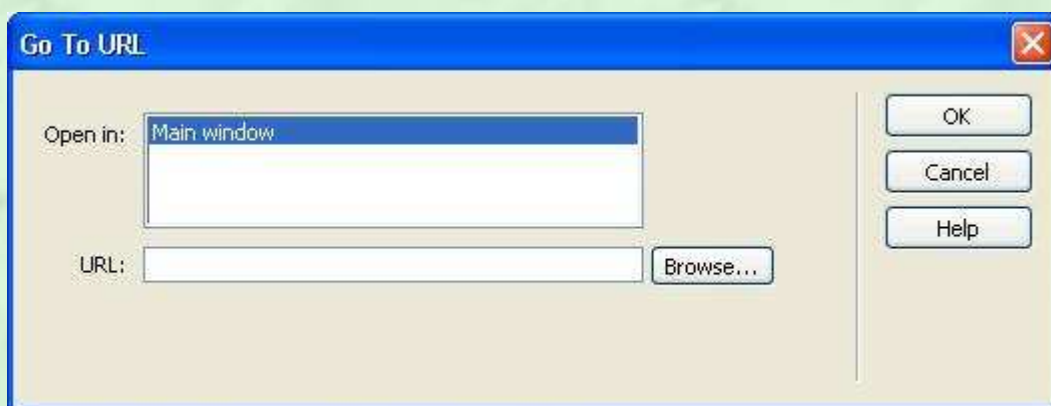 Go To URL
Open in:
Main window
URL:
Browse...
OK
Cancel
Help